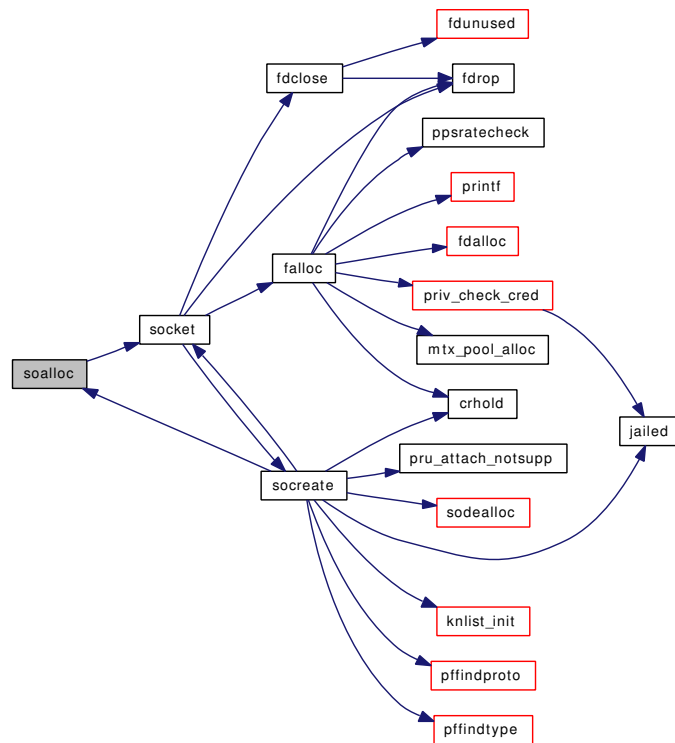 fdunused
fdclose
fdrop
ppsratecheck
printf
fdalloc
falloc
priv_check_cred
socket
mtx_pool_alloc
soalloc
crhold
jailed
pru_attach_notsupp
socreate
sodealloc
knlist_init
pffindproto
pffindtype